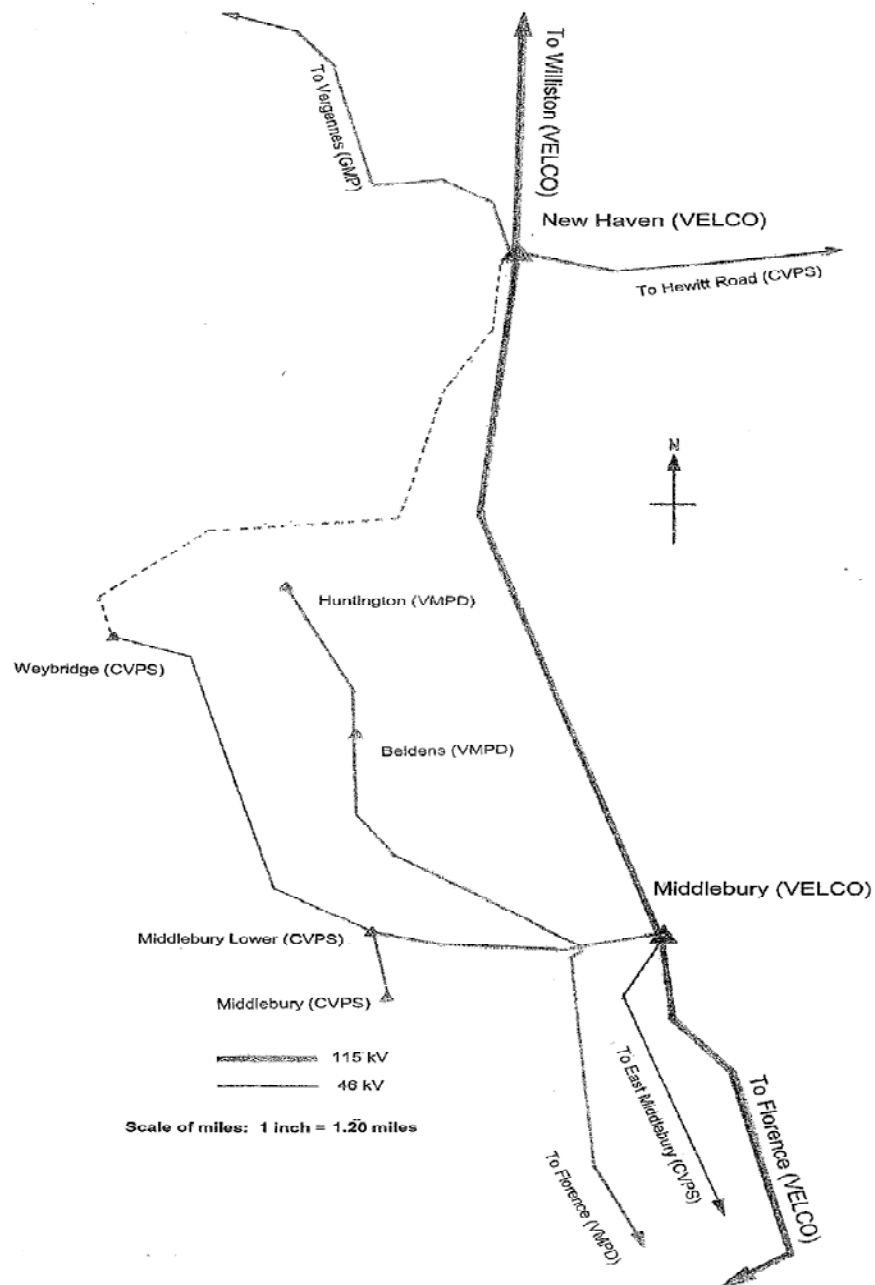 To Williston (VELCO)
To Vergennes (GMP)
New Haven (VELCO)
To Hewitt Road (CVPS)
N
Huntington (VMPD)
Weybridge (CVPS)
Beldens (VMPD)
Middlebury (VELCO)
Middlebury Lower (CVPS)
Middlebury (CVPS)
115 kV
46 kV
Scale of miles: 1 inch = 1.20 miles
To Florence (VMPD)
To East Middlebury (CVPS)
To Florence (VELCO)